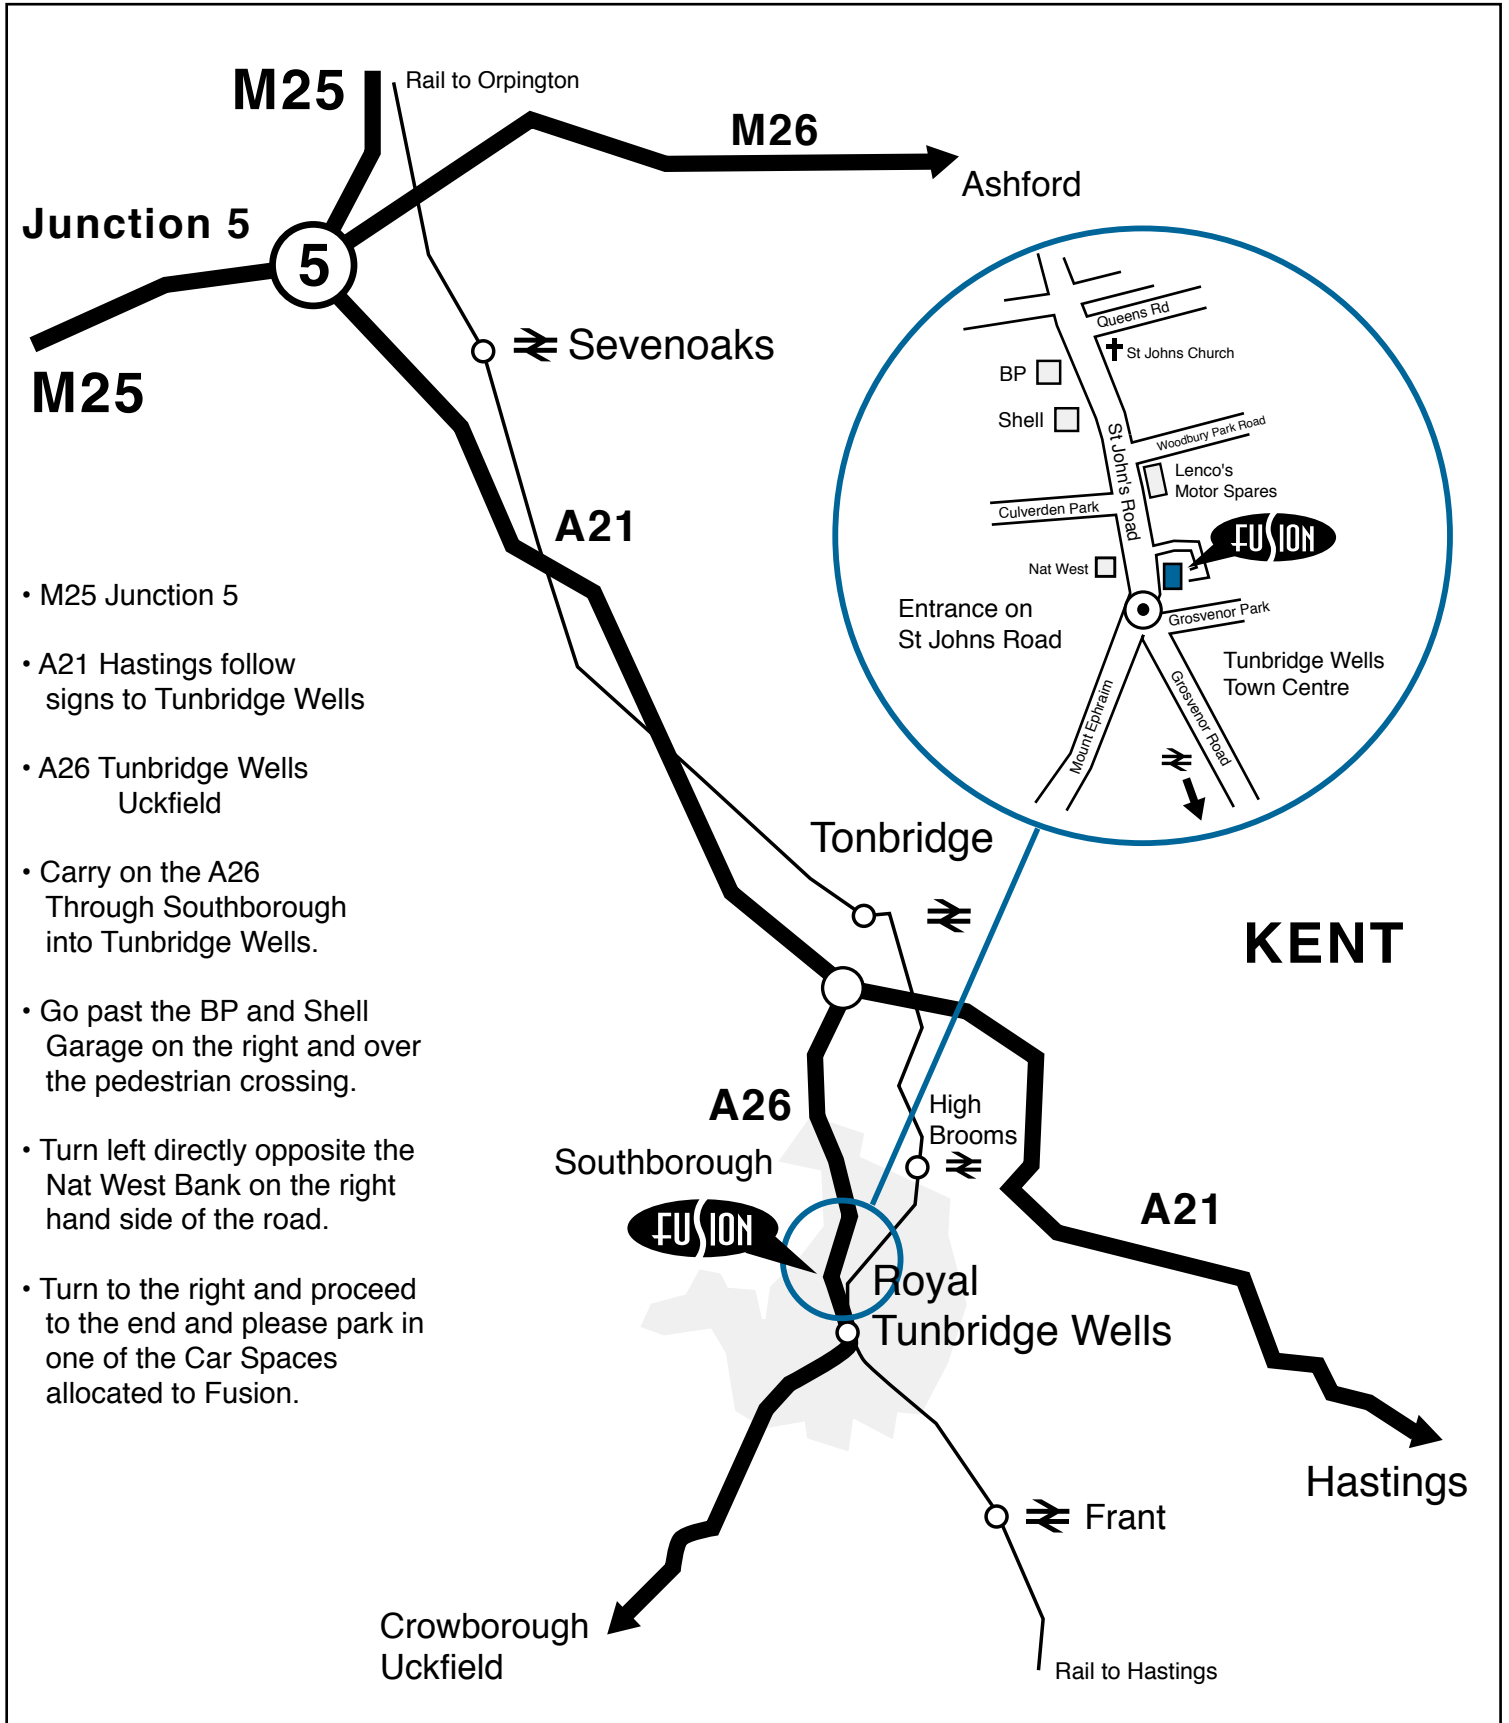 M25
Rail to Orpington
M26
Ashford
Junction 5
5
M25
Sevenoaks
A21
Queens Rd
St Johns Church
BP
Shell
St John's Road
Woodbury Park Road
Lenco's
Motor Spares
Culverden Park
FUSION
Nat West
Entrance on
St Johns Road
Grosvenor Park
Tunbridge Wells
Town Centre
Mount Ephraim
Grosvenor Road
• M25 Junction 5
• A21 Hastings follow
signs to Tunbridge Wells
• A26 Tunbridge Wells
Uckfield
• Carry on the A26
Through Southborough
into Tunbridge Wells.
• Go past the BP and Shell
Garage on the right and over
the pedestrian crossing.
• Turn left directly opposite the
Nat West Bank on the right
hand side of the road.
• Turn to the right and proceed
to the end and please park in
one of the Car Spaces
allocated to Fusion.
Tonbridge
KENT
A26
High
Brooms
Southborough
FUSION
A21
Royal
Tunbridge Wells
Hastings
Frant
Crowborough
Uckfield
Rail to Hastings